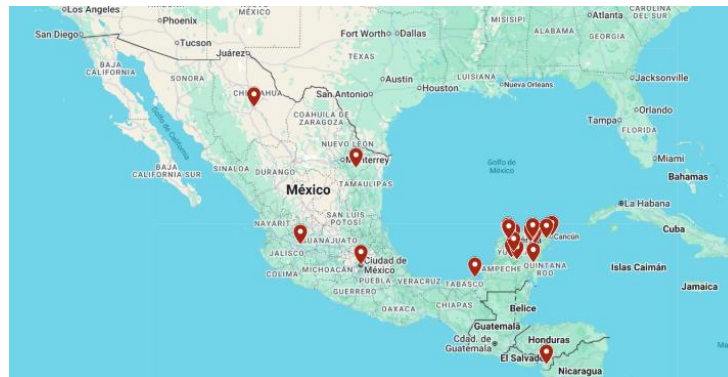 Los Angeles
San Diego
Phoenix
NUEVO MÉXICO
Tucson
Juárez
BAJA CALIFORNIA
SONORA
Golfo de California
BAJA CALIFORNIA SUR
SINALOA
DURANGO
COAHUILA DE ZARAGOZA
NUEVO LEÓN
Monterrey
TAMAULIPAS
México
NAYARIT
SAN LUIS POTOSÍ
JALISCO
GUANAJUATO
COLIMA
MICHOACÁN
Ciudad de México
PUEBLA
VERACRUZ
GUERRERO
OAXACA
TABASCO
CHIAPAS
QUINTANA ROO
Cancún
Fort Worth
Dallas
TEXAS
Austin
San Antonio
Houston
LUISIANA
Nueva Orleans
MISISIPI
ALABAMA
Atlanta
CAROLINA DEL SUR
GEORGIA
Jacksonville
Orlando
Tampa
FLORIDA
Miami
Bahamas
Golfo de México
La Habana
Cuba
Islas Caimán
Jamaica
Belice
Guatemala
Cdad. de Guatemala
Honduras
El Salvador
Nicaragua